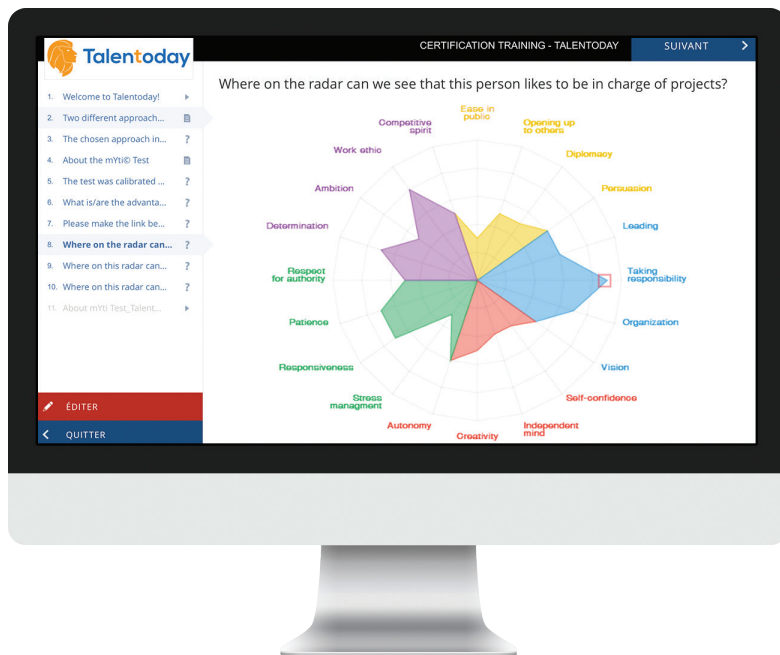 Talentoday
CERTIFICATION TRAINING - TALENTODAY
SUIVANT
1. Welcome to Talentoday!
2. Two different approach...
3. The chosen approach in...
4. About the mYti© Test
5. The test was calibrated ...
6. What is/are the advanta...
7. Please make the link be...
8. Where on the radar can...
9. Where on this radar can...
10. Where on this radar can...
11. About mYti Test_Talent...
ÉDITER
QUITTER
Where on the radar can we see that this person likes to be in charge of projects?
Ease in
public
Opening up
to others
Diplomacy
Persuasion
Leading
Taking
responsibility
Organization
Vision
Self-confidence
Independent
mind
Creativity
Autonomy
Stress
managment
Responsiveness
Patience
Respect
for authority
Determination
Ambition
Work ethic
Competitive
spirit